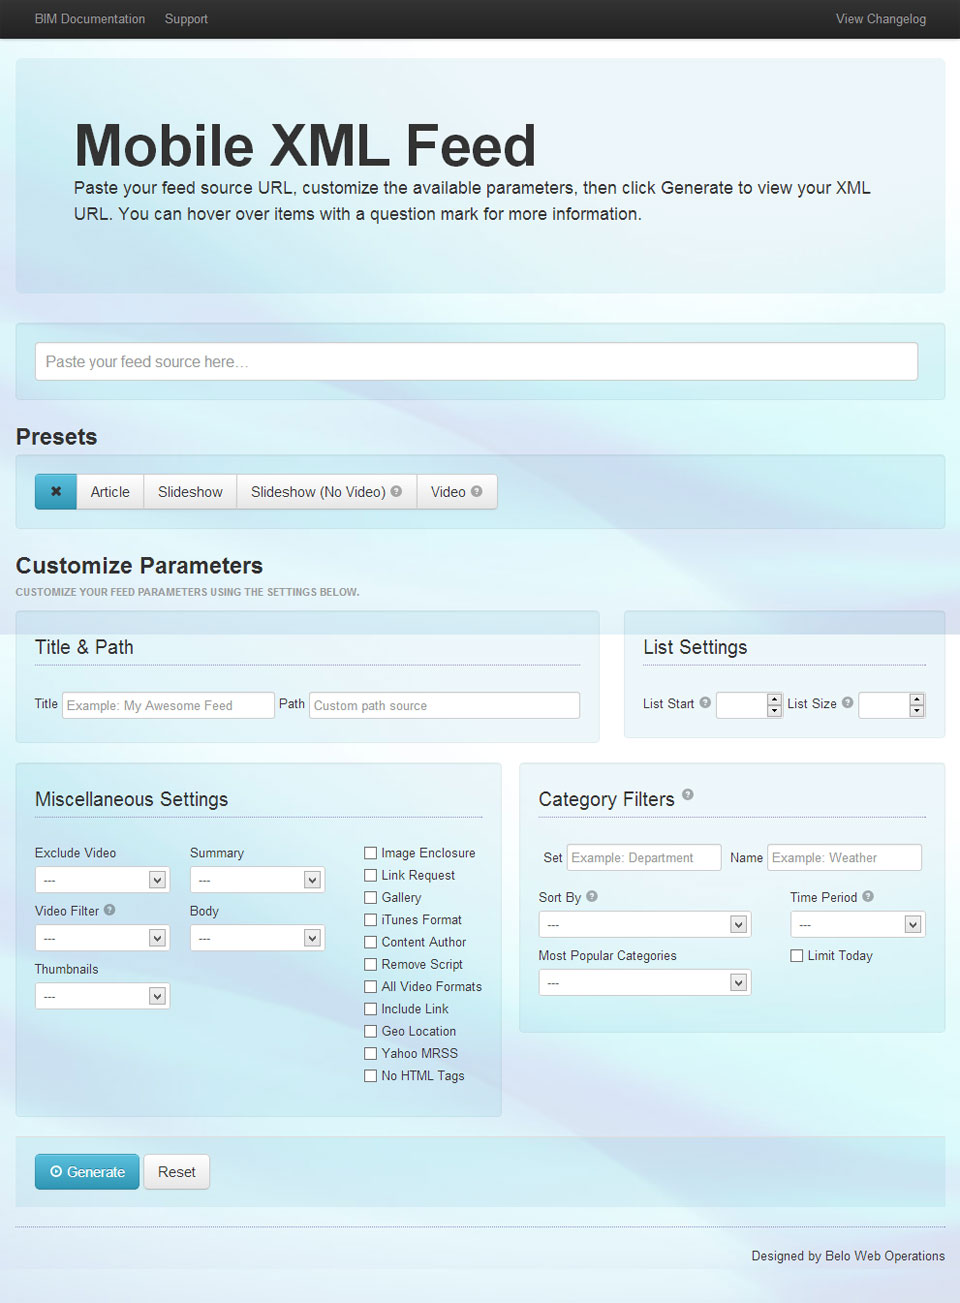 BIM Documentation Support View Changelog
Mobile XML Feed
Paste your feed source URL, customize the available parameters, then click Generate to view your XML
URL. You can hover over items with a question mark for more information.
Paste your feed source here...
Presets
✖ Article Slideshow Slideshow (No Video) ? Video ?
Customize Parameters
CUSTOMIZE YOUR FEED PARAMETERS USING THE SETTINGS BELOW.
Title & Path
Title Example: My Awesome Feed Path Custom path source
List Settings
List Start ? List Size ?
Miscellaneous Settings
Exclude Video
---
Video Filter ?
---
Thumbnails
---
Summary
---
Body
---
Image Enclosure
Link Request
Gallery
iTunes Format
Content Author
Remove Script
All Video Formats
Include Link
Geo Location
Yahoo MRSS
No HTML Tags
Category Filters ?
Set Example: Department Name Example: Weather
Sort By ?
---
Time Period ?
---
Most Popular Categories
---
Limit Today
Generate Reset
Designed by Belo Web Operations